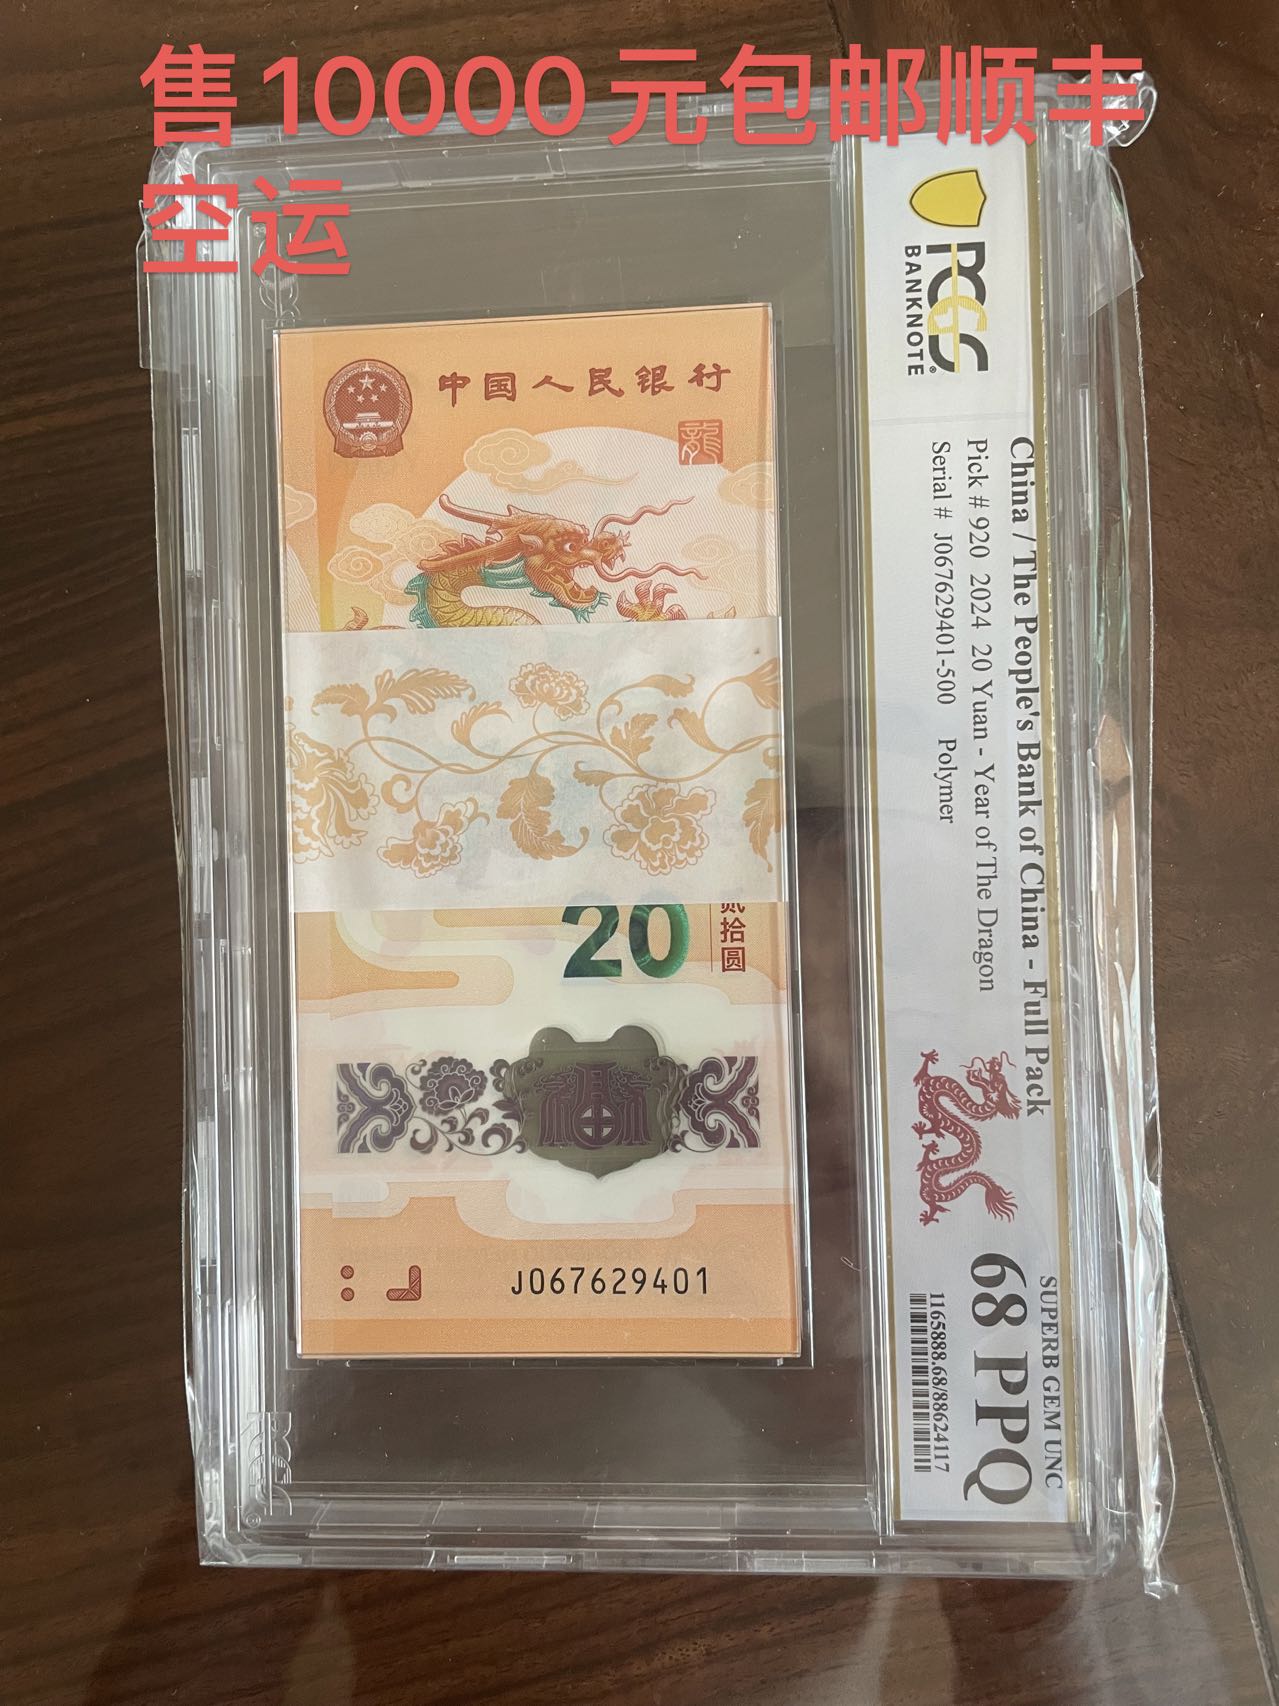 售10000元包邮顺丰
空运
PCGS
BANKNOTE
China / The People's Bank of China - Full Pack
Pick # 920 2024 20 Yuan - Year of The Dragon
Serial # J067629401-500 Polymer
SUPERB GEM UNC
68 PPQ
1165888.68/88624117
中国人民银行
龍
20
贰拾圆
J067629401